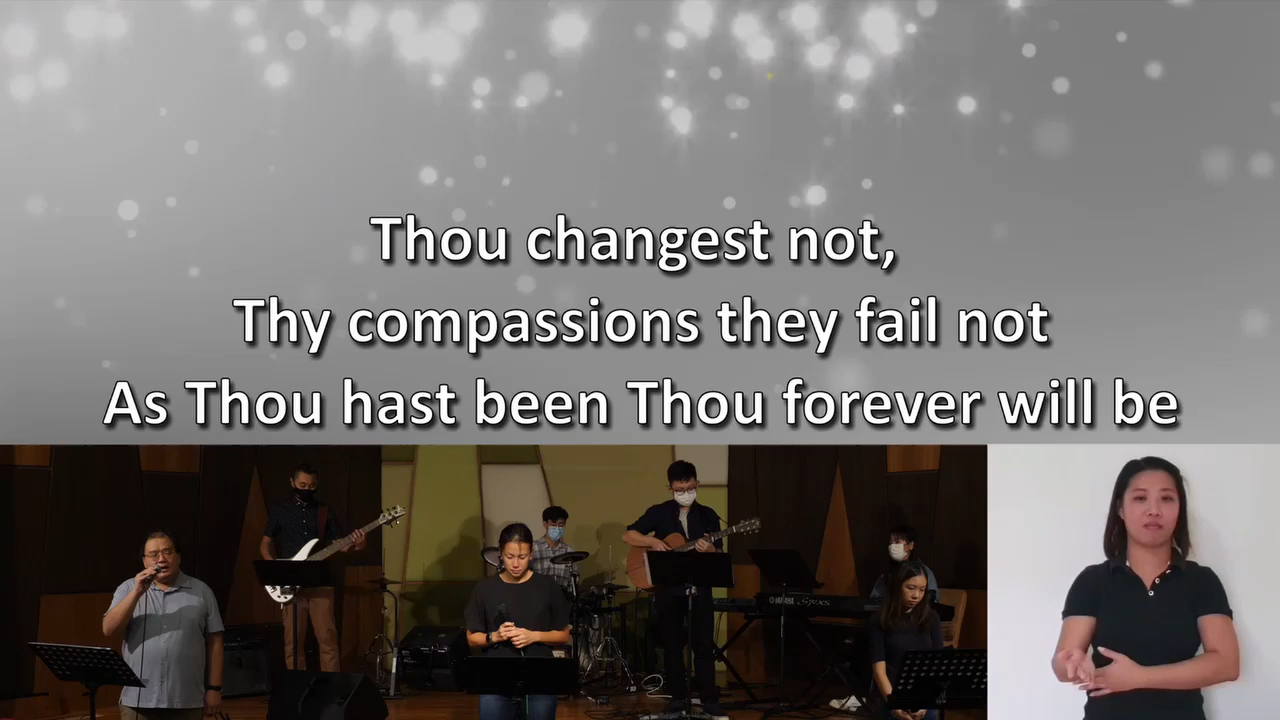 Thou changest not,
Thy compassions they fail not
As Thou hast been Thou forever will be